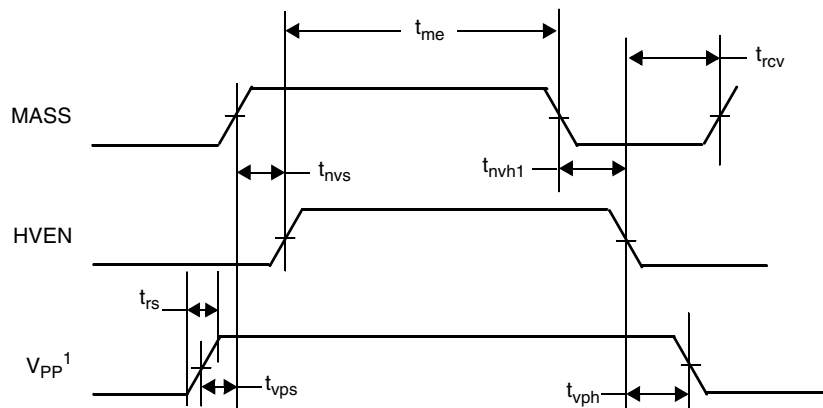 t_me
t_rcv
MASS
t_nvs
t_nvh1
HVEN
t_rs
V_PP^1
t_vps
t_vph